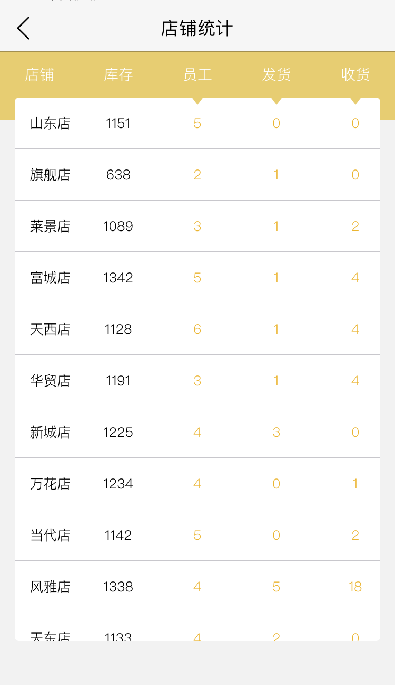 店铺统计
店铺 库存 员工 发货 收货
山东店 1151 5 0 0
旗舰店 638 2 1 0
莱景店 1089 3 1 2
富城店 1342 5 1 4
天西店 1128 6 1 4
华贸店 1191 3 1 4
新城店 1225 4 3 0
万花店 1234 4 0 1
当代店 1142 5 0 2
风雅店 1338 4 5 18
天东店 1133 4 2 0